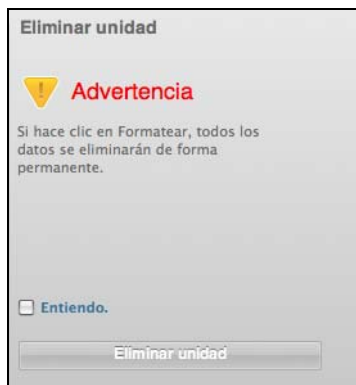 Eliminar unidad
Advertencia
Si hace clic en Formatear, todos los
datos se eliminarán de forma
permanente.
Entiendo.
Eliminar unidad